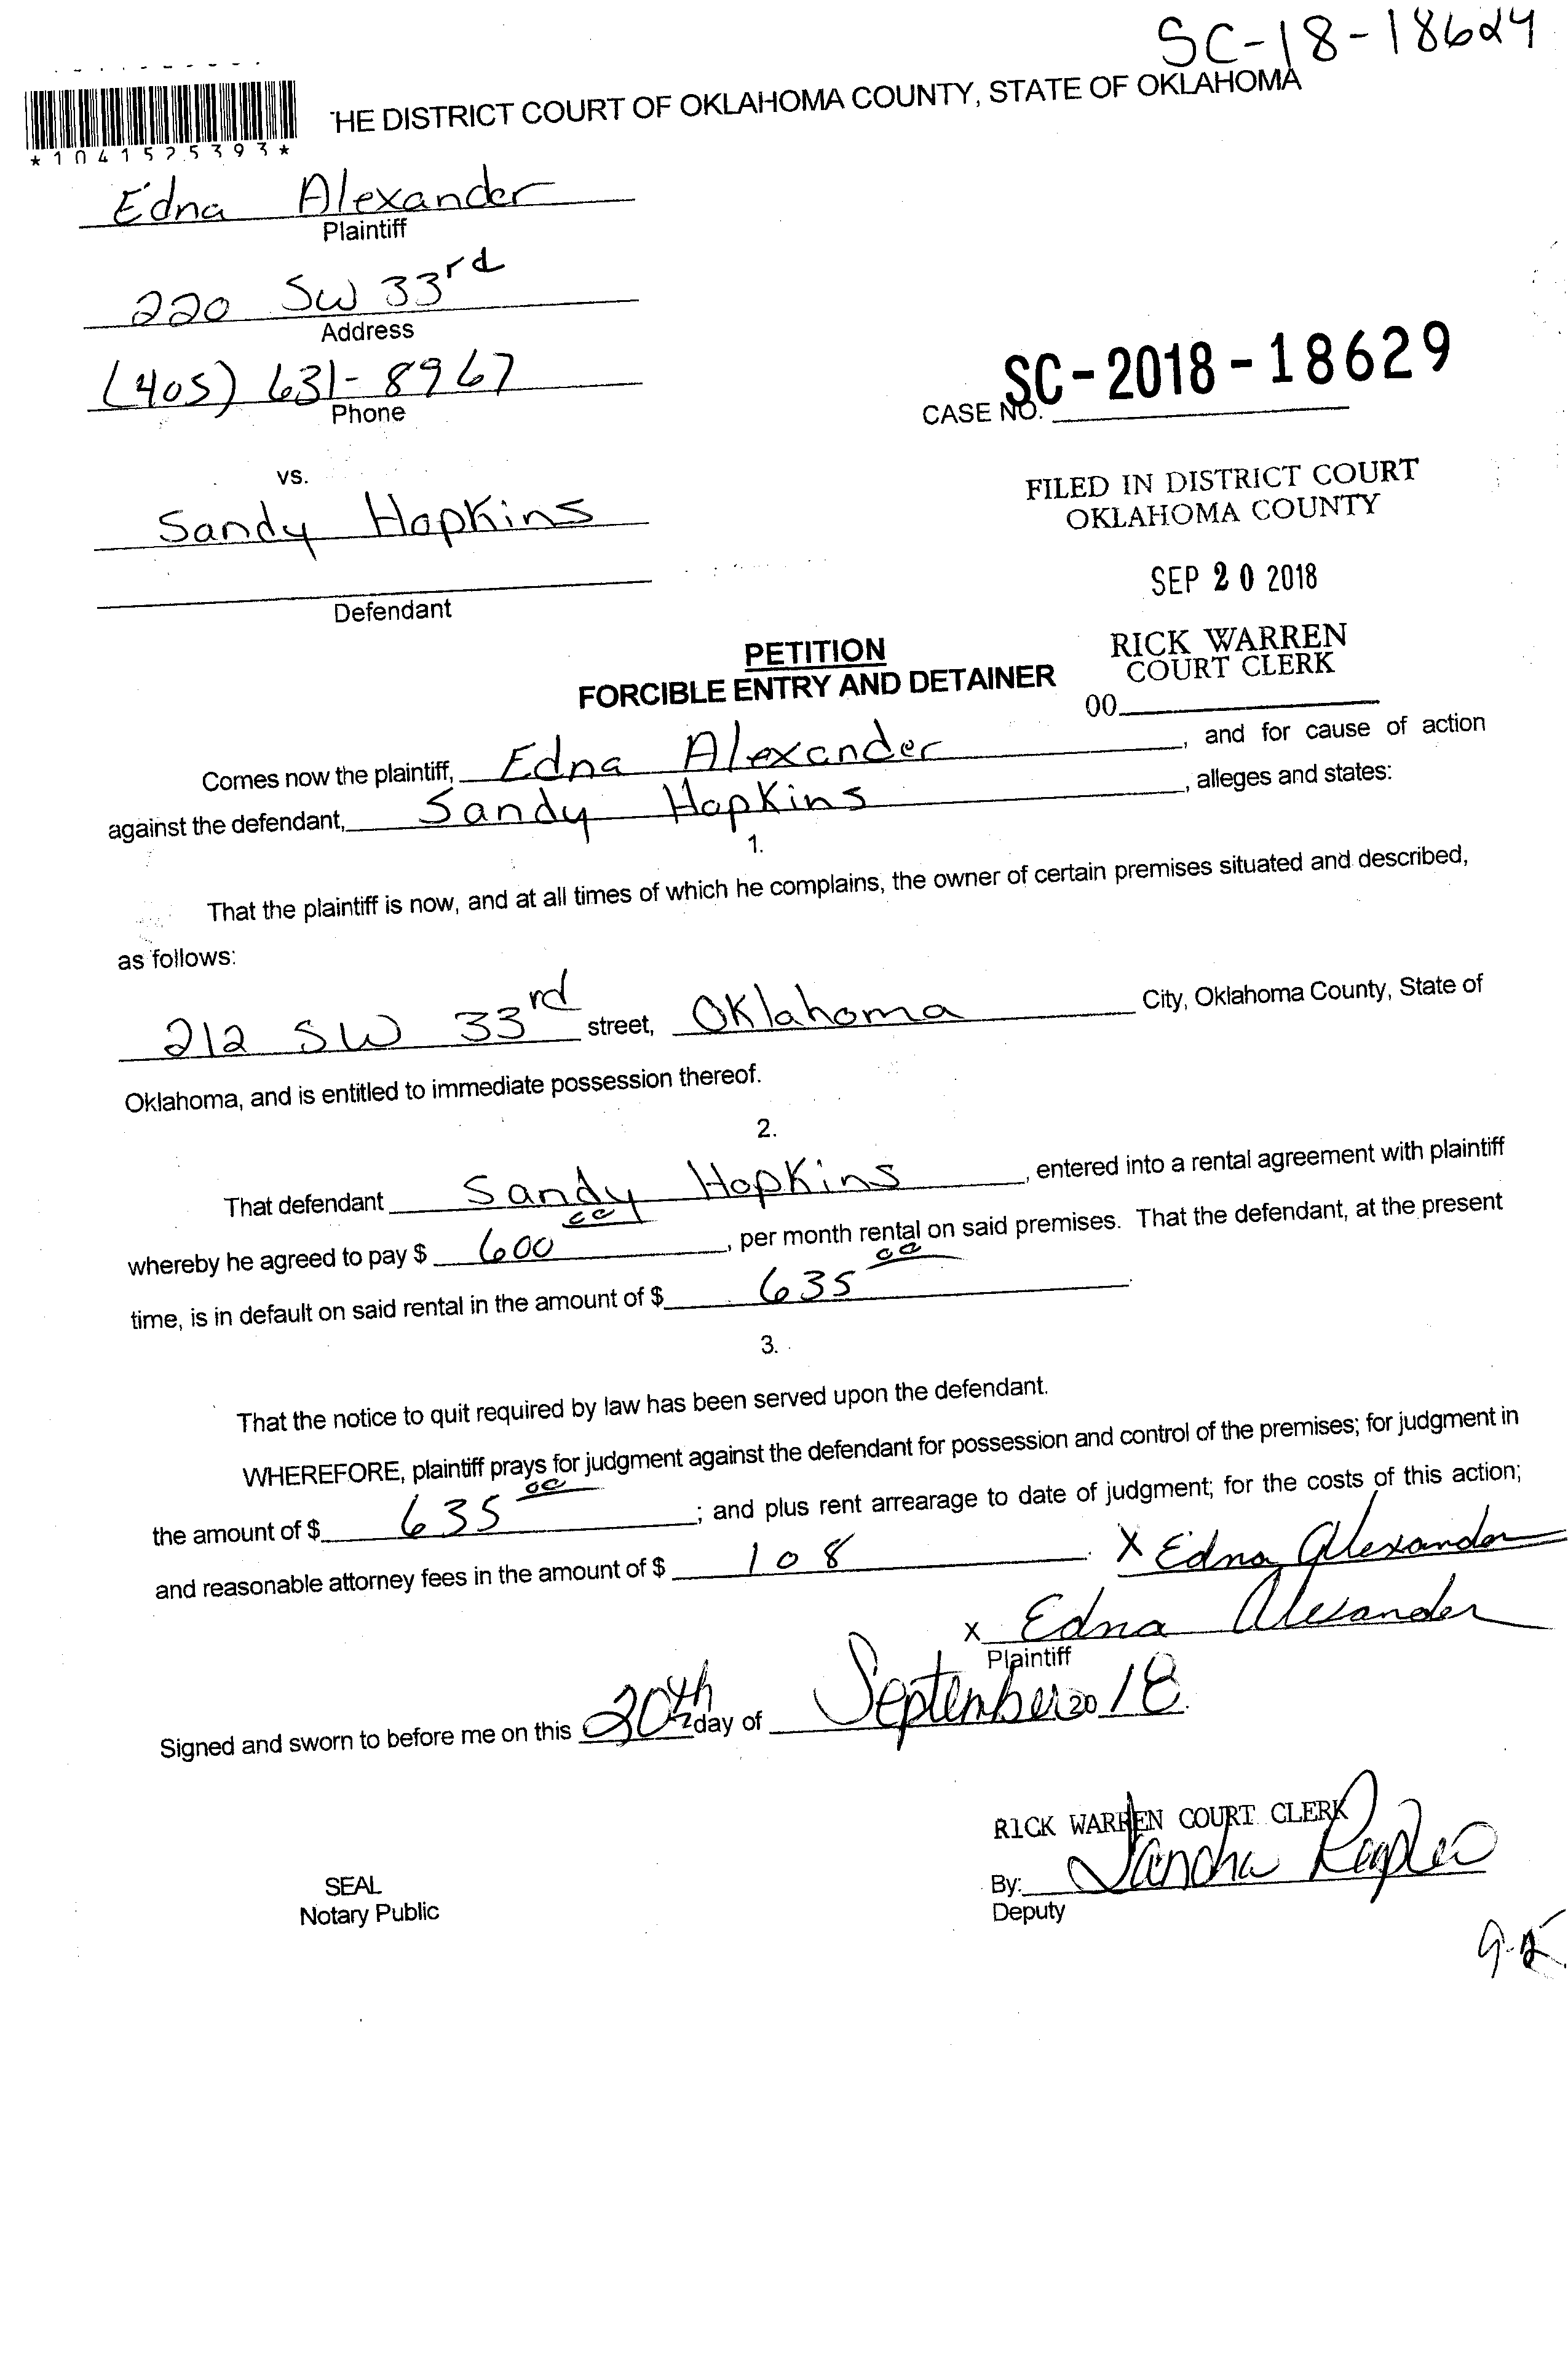 SC-18-18629
HE DISTRICT COURT OF OKLAHOMA COUNTY, STATE OF OKLAHOMA
*1041525393*
Edna Alexander
Plaintiff
220 SW 33rd
Address
(405) 631-8967
Phone
SC-2018-18629
CASE NO.
vs.
Sandy Hopkins
Defendant
FILED IN DISTRICT COURT
OKLAHOMA COUNTY
SEP 20 2018
RICK WARREN
COURT CLERK
00
PETITION
FORCIBLE ENTRY AND DETAINER
Comes now the plaintiff, Edna Alexander, and for cause of action
against the defendant, Sandy Hopkins, alleges and states:
1.
That the plaintiff is now, and at all times of which he complains, the owner of certain premises situated and described,
as follows:
212 SW 33rd street, Oklahoma City, Oklahoma County, State of
Oklahoma, and is entitled to immediate possession thereof.
2.
That defendant Sandy Hopkins, entered into a rental agreement with plaintiff
whereby he agreed to pay $ 600 00, per month rental on said premises. That the defendant, at the present
time, is in default on said rental in the amount of $ 635 00.
3.
That the notice to quit required by law has been served upon the defendant.
WHEREFORE, plaintiff prays for judgment against the defendant for possession and control of the premises; for judgment in
the amount of $ 635 00; and plus rent arrearage to date of judgment; for the costs of this action;
and reasonable attorney fees in the amount of $ 108.
X Edna Alexander
x Edna Alexander
Plaintiff
Signed and sworn to before me on this 20th day of September 2018.
RICK WARREN COURT CLERK
SEAL
Notary Public
By:
Deputy